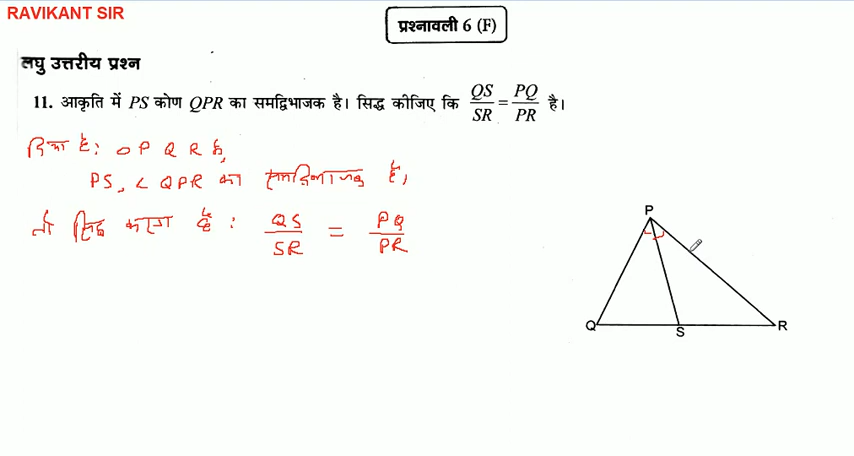 RAVIKANT SIR
प्रश्नावली 6 (F)
लघु उत्तरीय प्रश्न
11. आकृति में PS कोण QPR का समद्विभाजक है। सिद्ध कीजिए कि QS/SR = PQ/PR है।
दिया है: △ P Q R है,
PS, ∠ QPR का समद्विभाजक है,
तो सिद्ध करना है : QS/SR = PQ/PR
P
Q S R